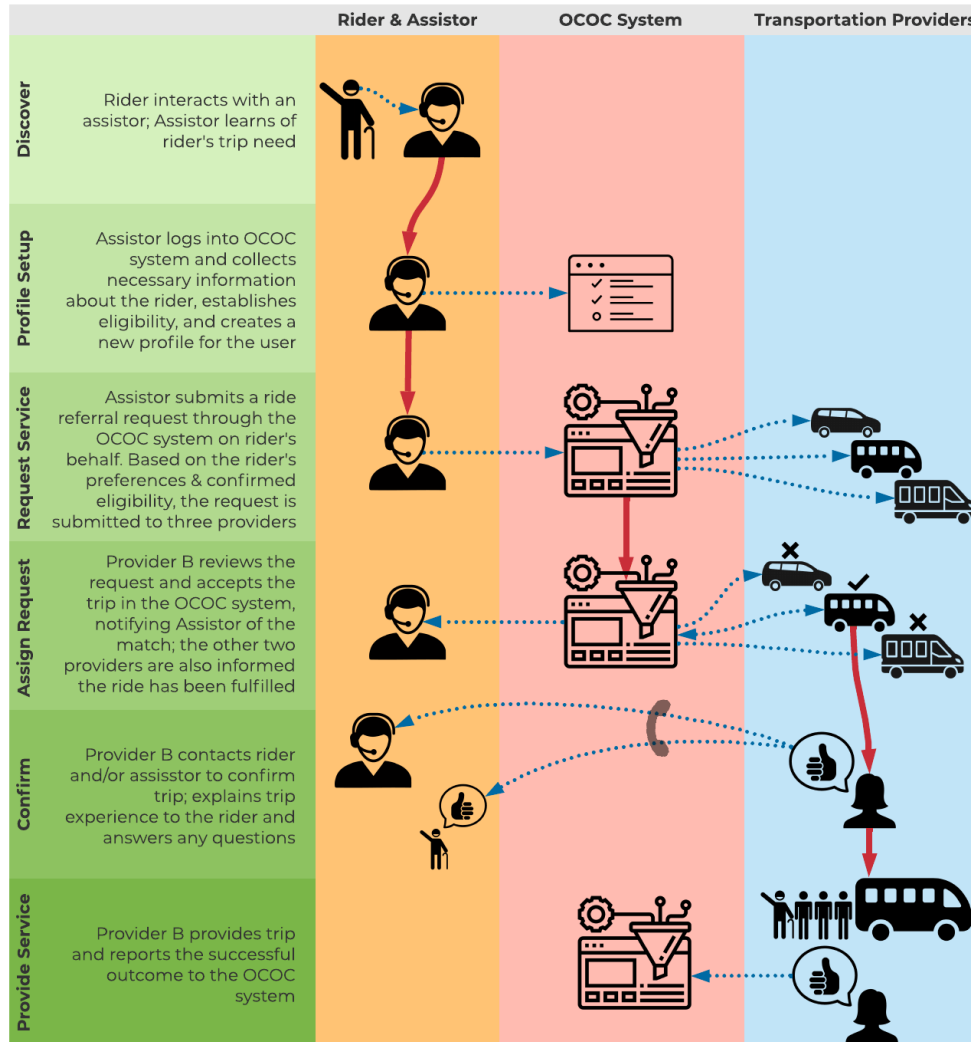 Rider & Assistor
OCOC System
Transportation Providers
Discover
Rider interacts with an
assistor; Assistor learns of
rider's trip need
Profile Setup
Assistor logs into OCOC
system and collects
necessary information
about the rider, establishes
eligibility, and creates a
new profile for the user
Request Service
Assistor submits a ride
referral request through the
OCOC system on rider's
behalf. Based on the rider's
preferences & confirmed
eligibility, the request is
submitted to three providers
Assign Request
Provider B reviews the
request and accepts the
trip in the OCOC system,
notifying Assistor of the
match; the other two
providers are also informed
the ride has been fulfilled
Confirm
Provider B contacts rider
and/or assisstor to confirm
trip; explains trip
experience to the rider and
answers any questions
Provide Service
Provider B provides trip
and reports the successful
outcome to the OCOC
system